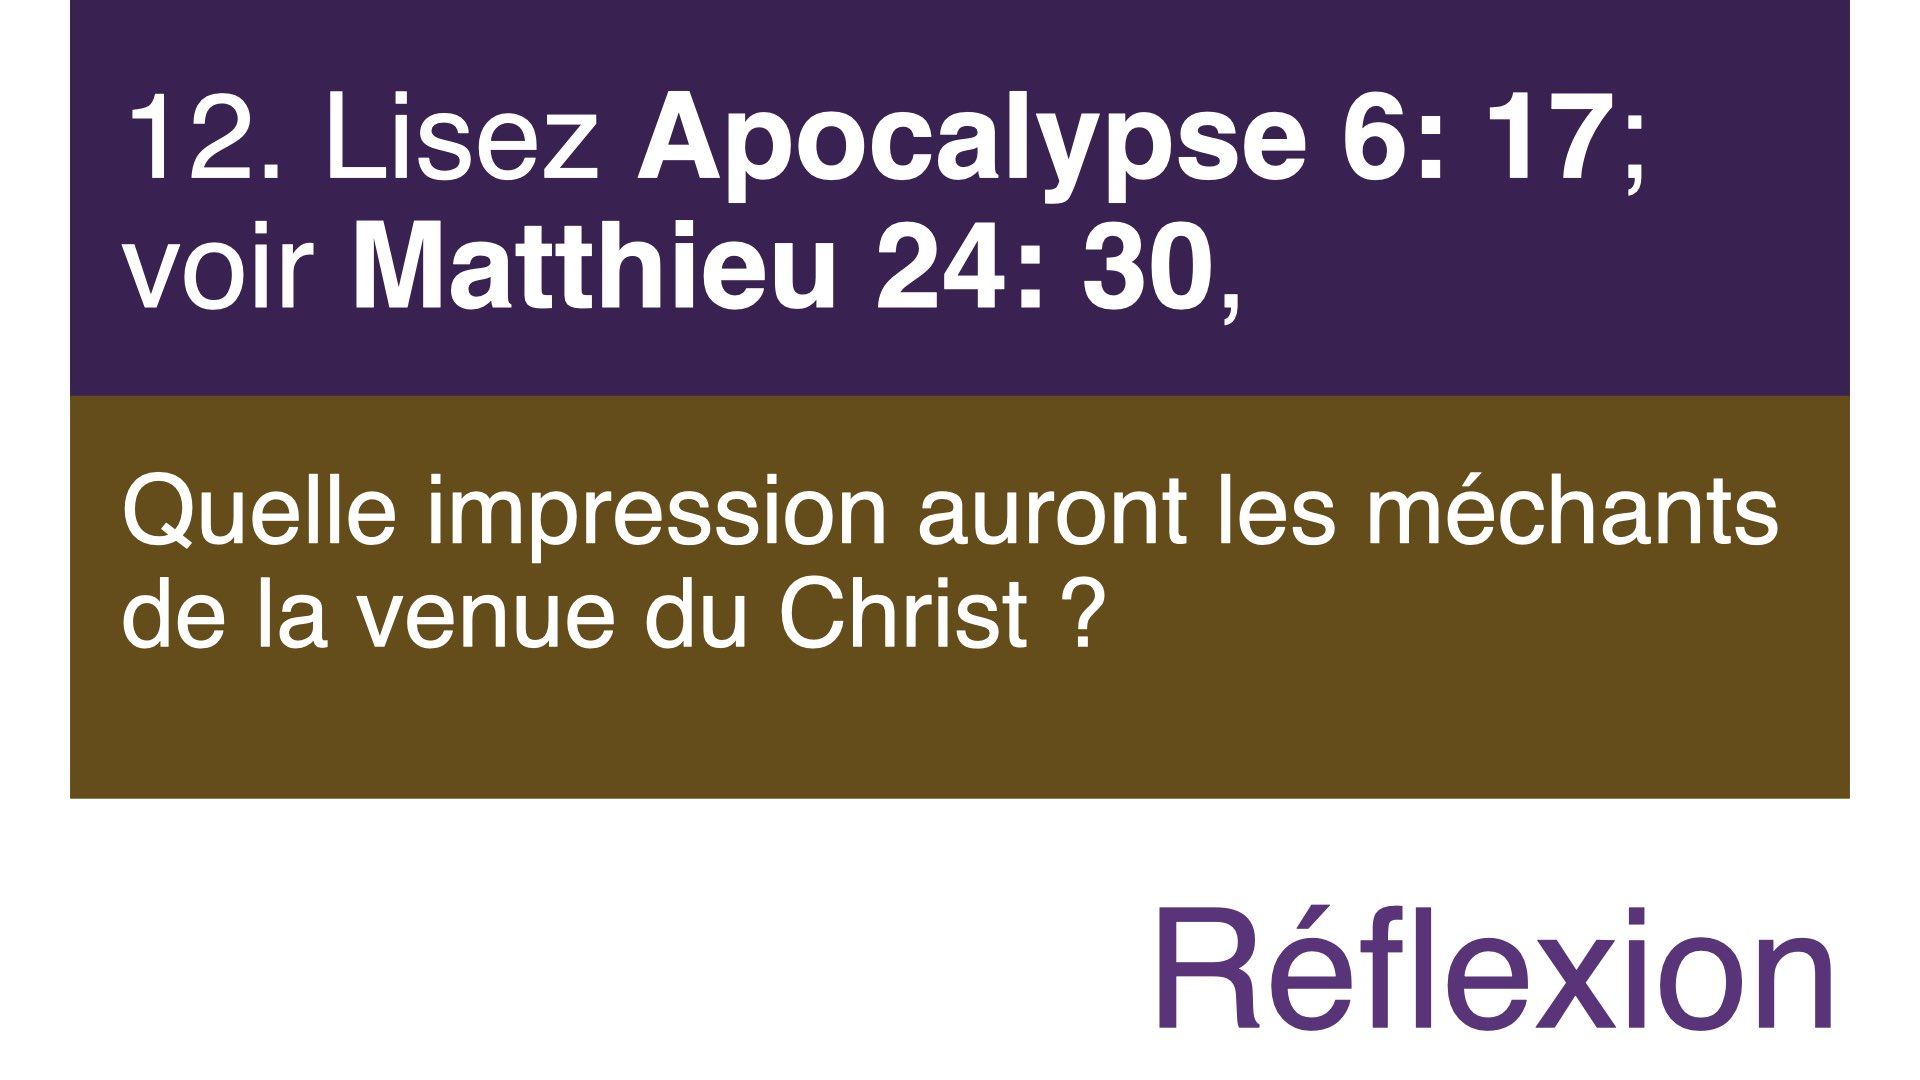 12. Lisez Apocalypse 6: 17;
voir Matthieu 24: 30,
Quelle impression auront les méchants
de la venue du Christ ?
Réflexion